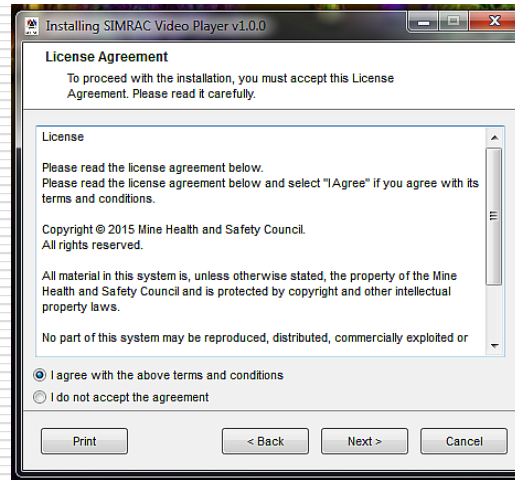 Installing SIMRAC Video Player v1.0.0
License Agreement
To proceed with the installation, you must accept this License
Agreement. Please read it carefully.
License
Please read the license agreement below.
Please read the license agreement below and select "I Agree" if you agree with its
terms and conditions.
Copyright © 2015 Mine Health and Safety Council.
All rights reserved.
All material in this system is, unless otherwise stated, the property of the Mine
Health and Safety Council and is protected by copyright and other intellectual
property laws.
No part of this system may be reproduced, distributed, commercially exploited or
I agree with the above terms and conditions
I do not accept the agreement
Print
< Back
Next >
Cancel